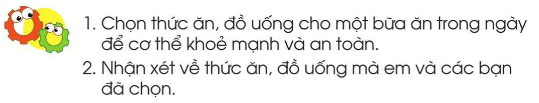 1. Chọn thức ăn, đồ uống cho một bữa ăn trong ngày
để cơ thể khoẻ mạnh và an toàn.
2. Nhận xét về thức ăn, đồ uống mà em và các bạn
đã chọn.